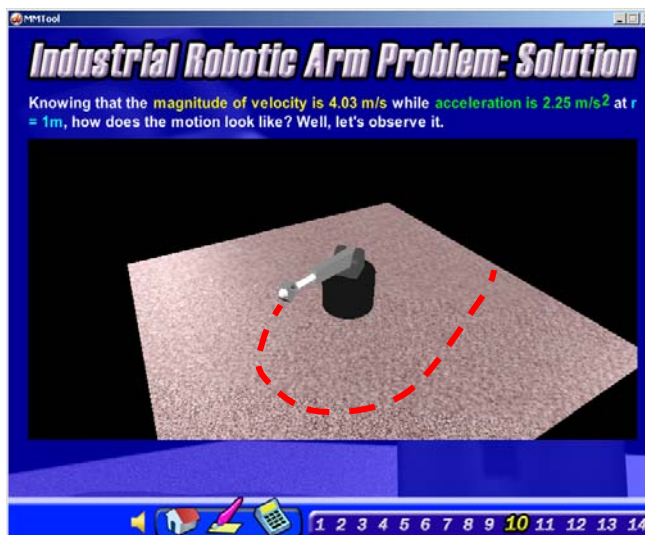 MMTool
Industrial Robotic Arm Problem: Solution
Knowing that the magnitude of velocity is 4.03 m/s while acceleration is 2.25 m/s2 at r
= 1m, how does the motion look like? Well, let's observe it.
1 2 3 4 5 6 7 8 9 10 11 12 13 14